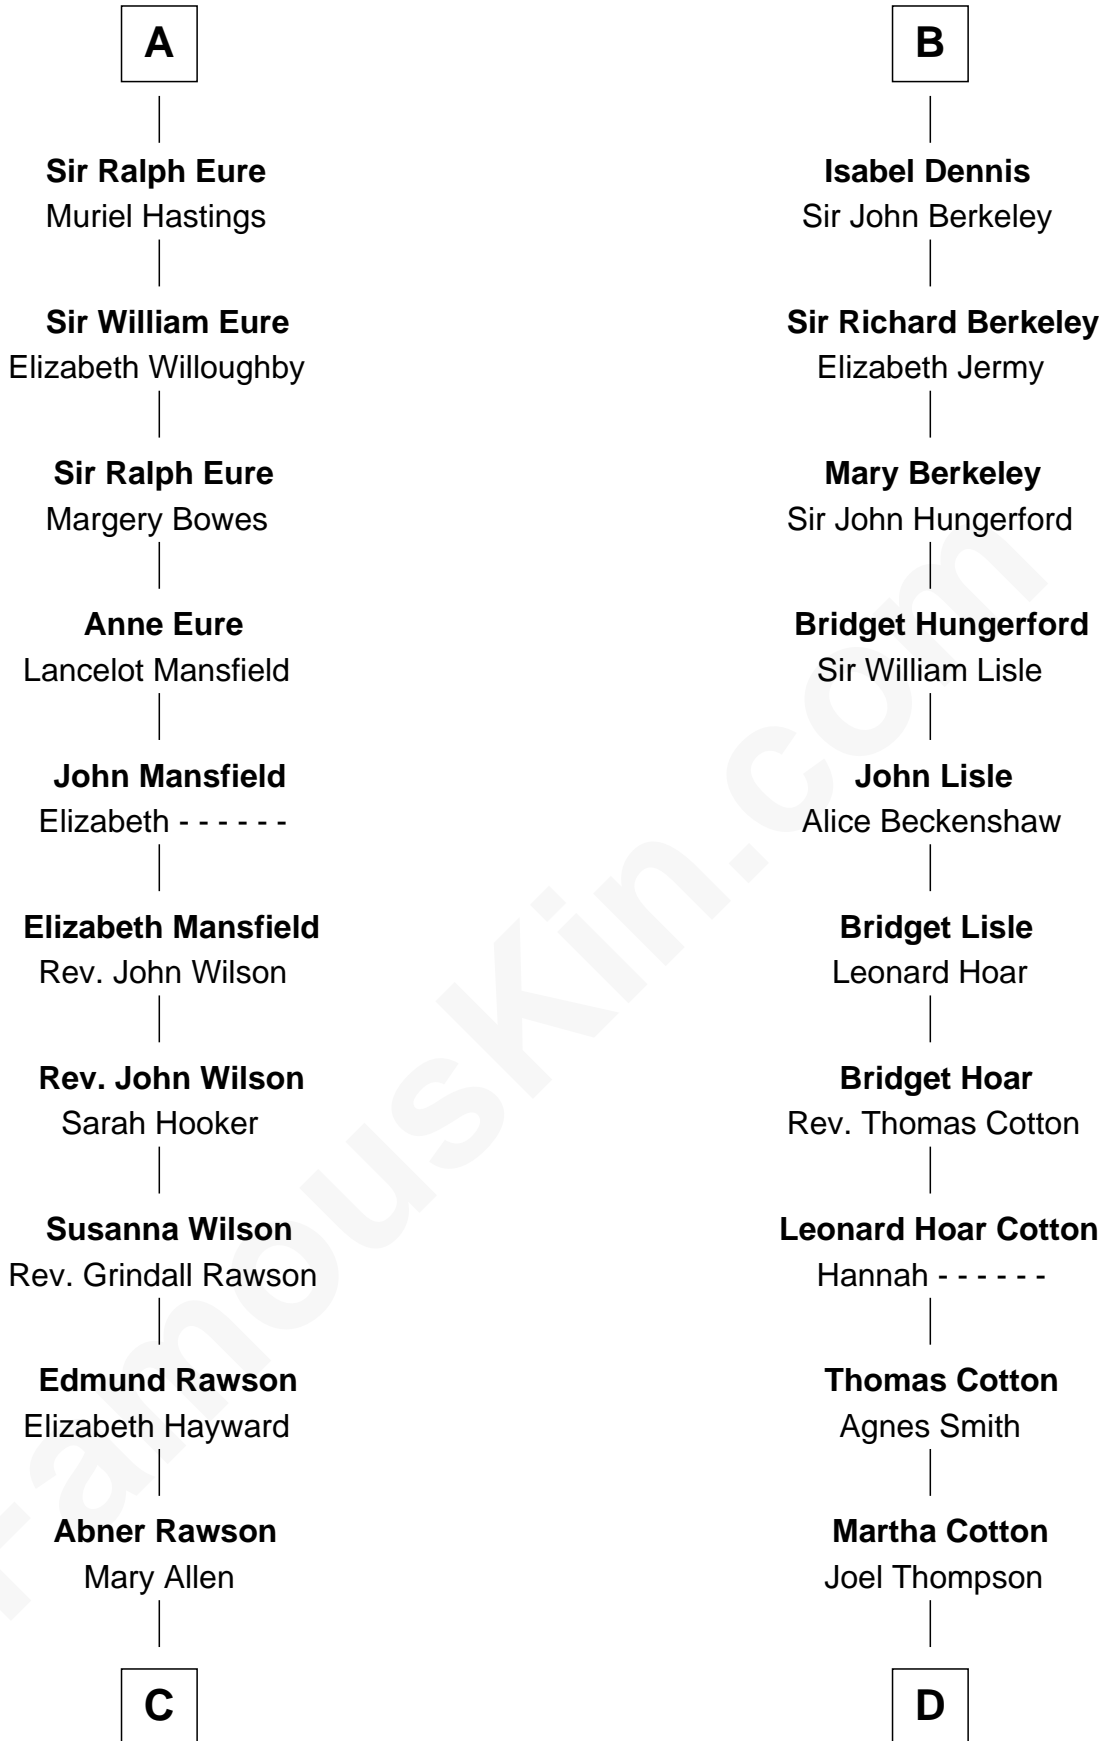 A
Sir Ralph Eure
Muriel Hastings
Sir William Eure
Elizabeth Willoughby
Sir Ralph Eure
Margery Bowes
Anne Eure
Lancelot Mansfield
John Mansfield
Elizabeth - - - - - -
Elizabeth Mansfield
Rev. John Wilson
Rev. John Wilson
Sarah Hooker
Susanna Wilson
Rev. Grindall Rawson
Edmund Rawson
Elizabeth Hayward
Abner Rawson
Mary Allen
C
B
Isabel Dennis
Sir John Berkeley
Sir Richard Berkeley
Elizabeth Jermy
Mary Berkeley
Sir John Hungerford
Bridget Hungerford
Sir William Lisle
John Lisle
Alice Beckenshaw
Bridget Lisle
Leonard Hoar
Bridget Hoar
Rev. Thomas Cotton
Leonard Hoar Cotton
Hannah - - - - - -
Thomas Cotton
Agnes Smith
Martha Cotton
Joel Thompson
D
FamousKin.com